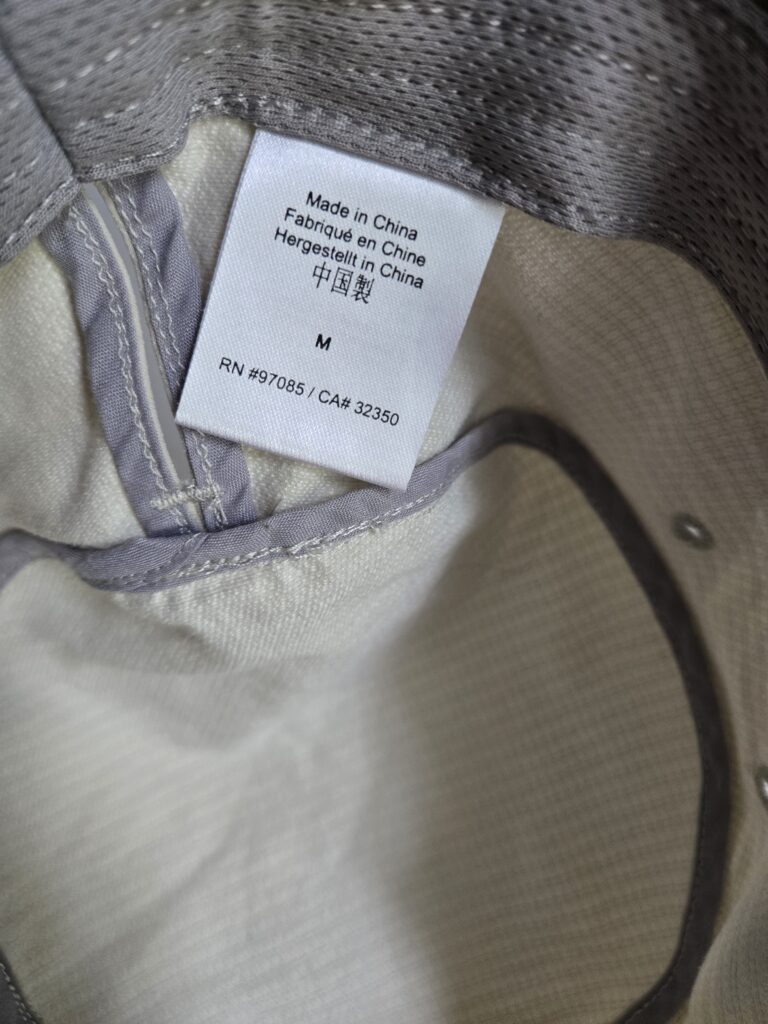 Made in China
Fabriqué en Chine
Hergestellt in China
中国製
M
RN #97085 / CA# 32350